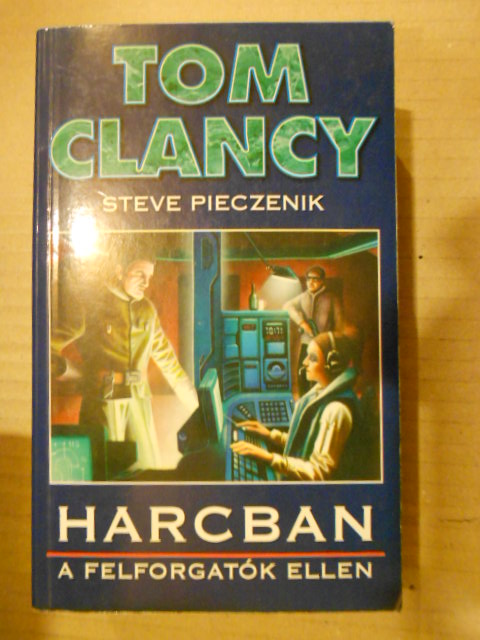 TOM
CLANCY
STEVE PIECZENIK
HARCBAN
A FELFORGATÓK ELLEN